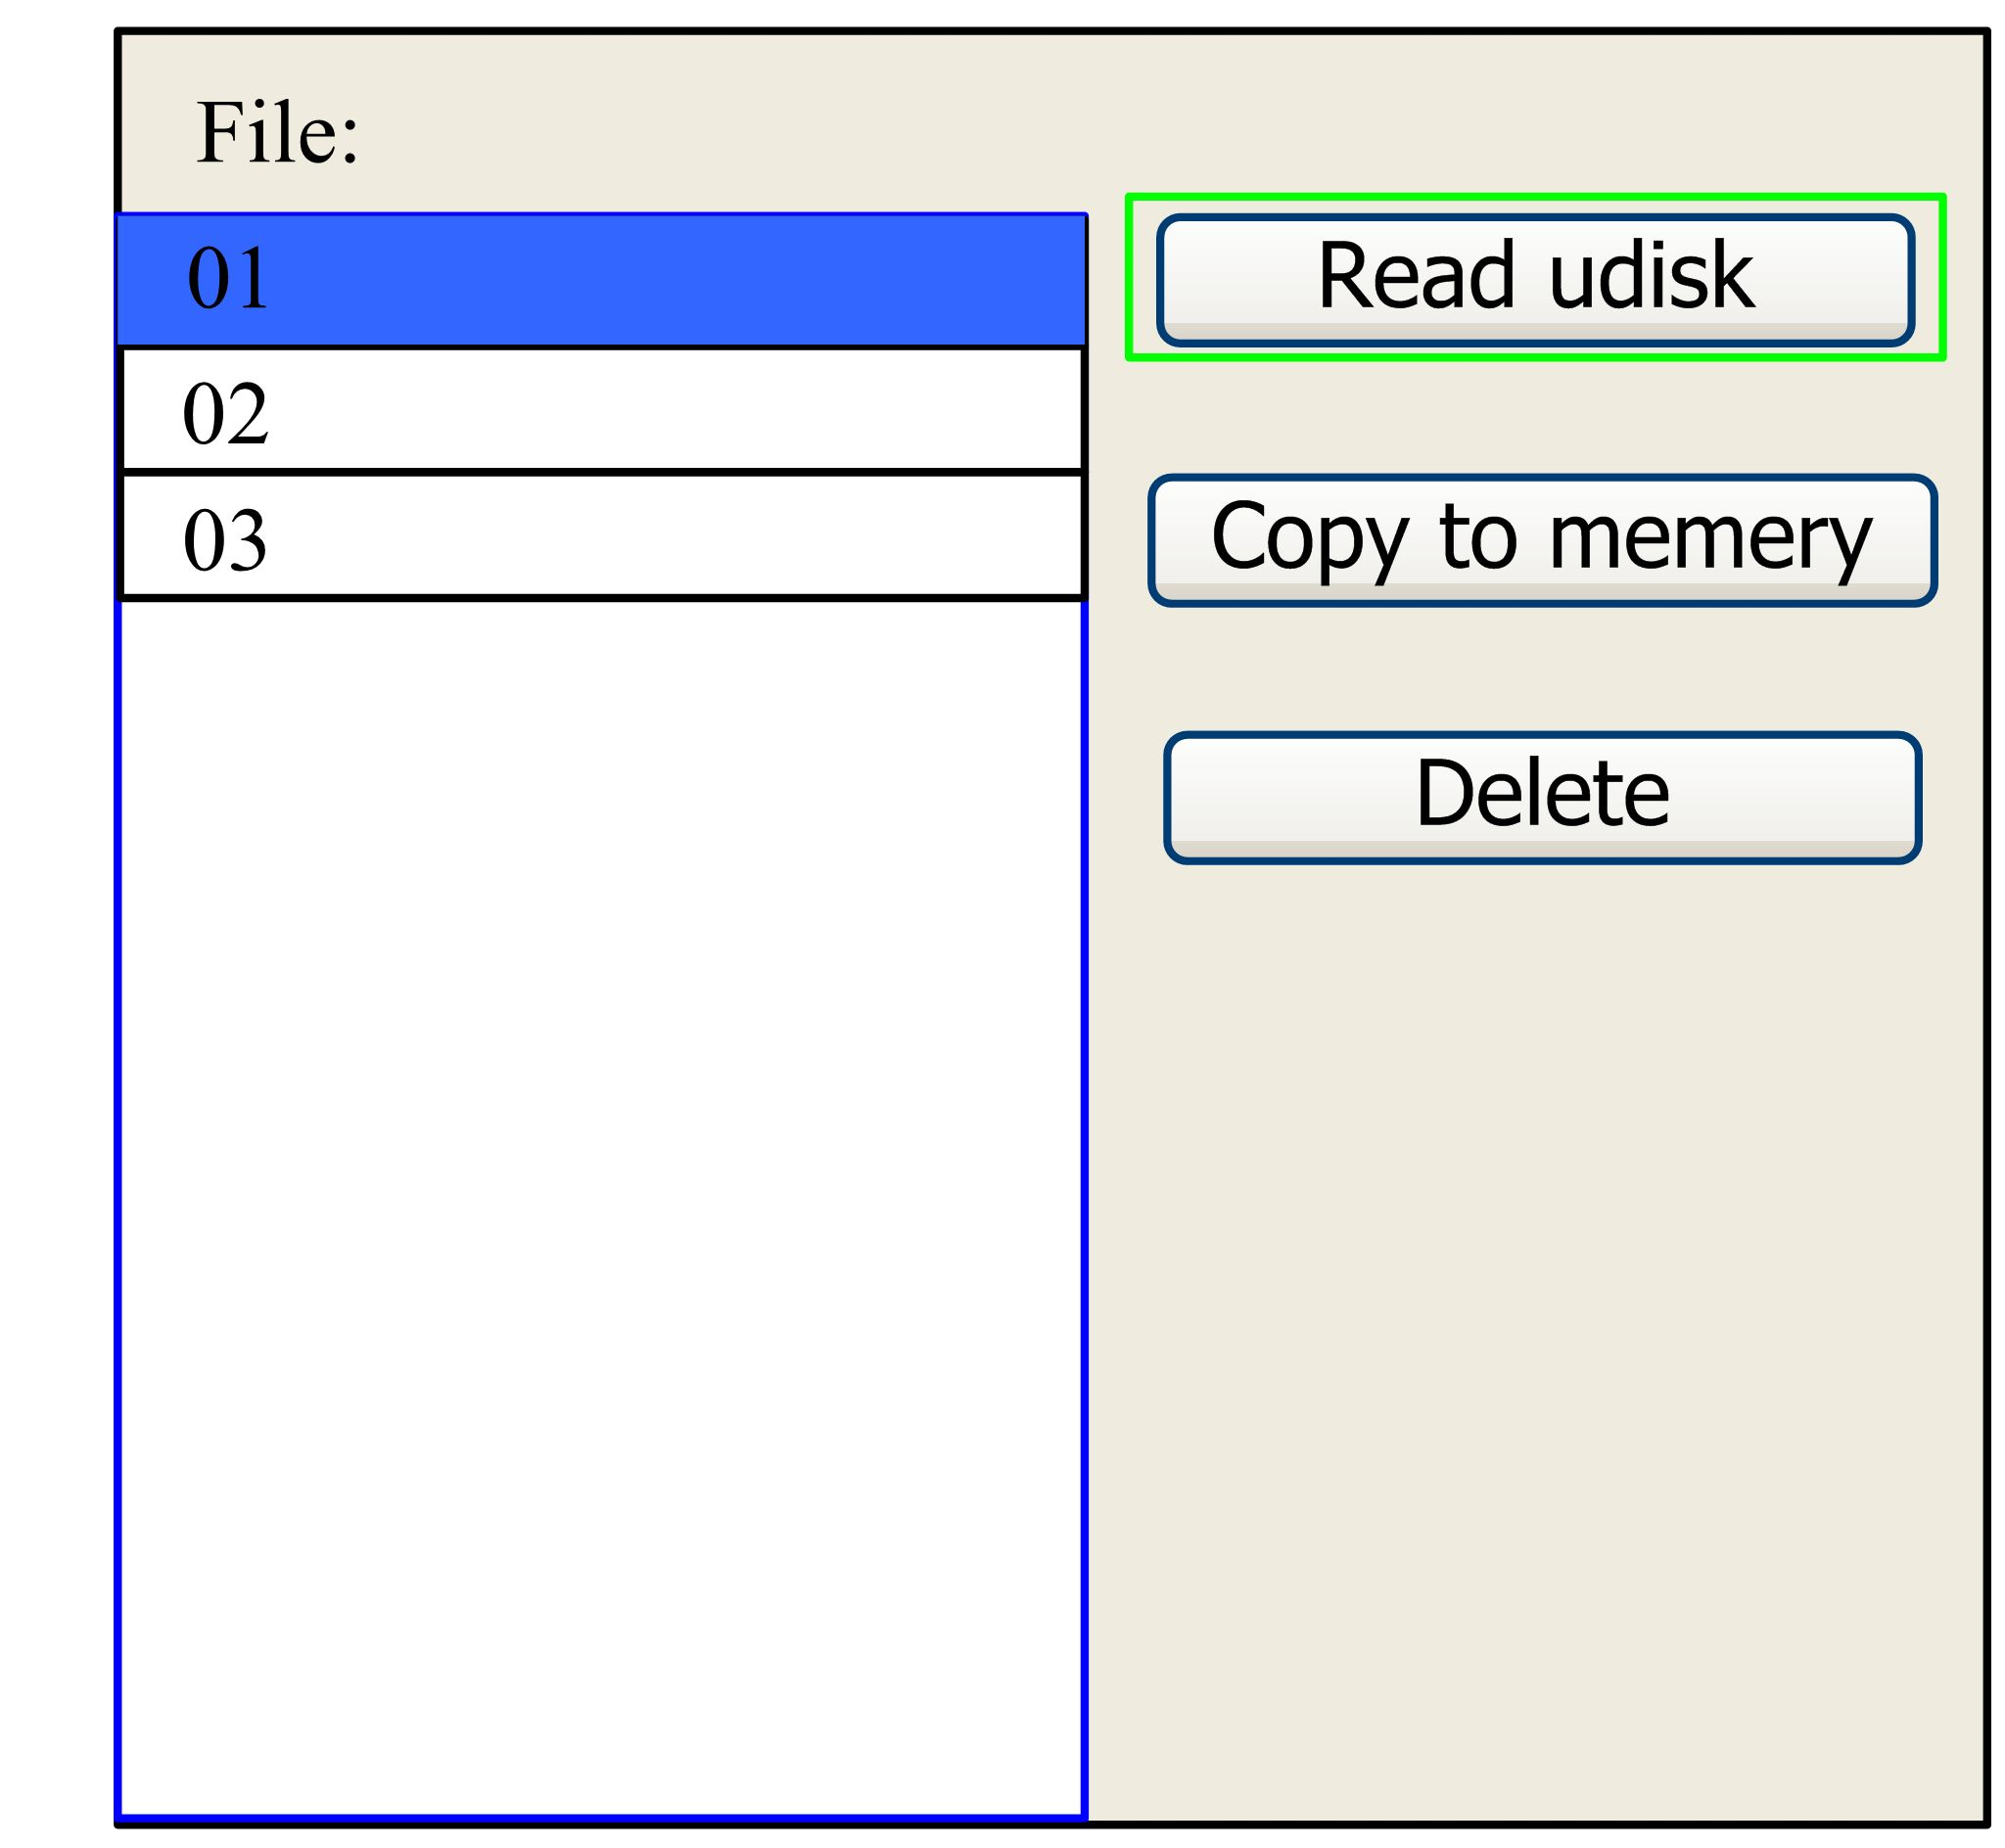 File:
01
Read udisk
02
Copy to memery
03
Delete